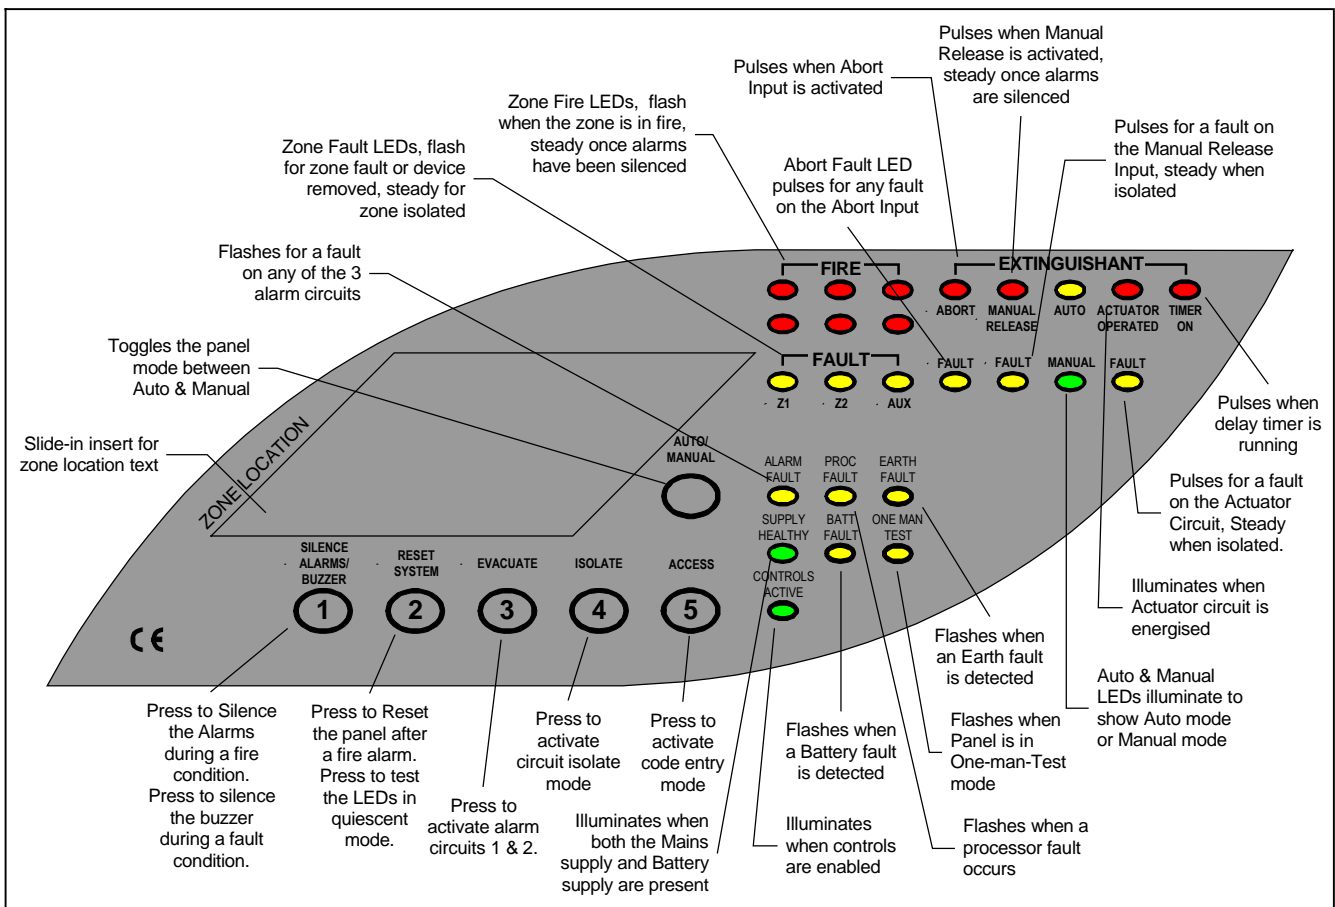 Pulses when Manual
Release is activated,
steady once alarms
are silenced
Pulses when Abort
Input is activated
Zone Fire LEDs, flash
when the zone is in fire,
steady once alarms
have been silenced
Pulses for a fault on
the Manual Release
Input, steady when
isolated
Zone Fault LEDs, flash
for zone fault or device
removed, steady for
zone isolated
Abort Fault LED
pulses for any fault
on the Abort Input
Flashes for a fault
on any of the 3
alarm circuits
Toggles the panel
mode between
Auto & Manual
Slide-in insert for
zone location text
ZONE LOCATION
FIRE
EXTINGUISHANT
ABORT
MANUAL
RELEASE
AUTO
ACTUATOR
OPERATED
TIMER
ON
FAULT
Z1
Z2
AUX
FAULT
FAULT
MANUAL
FAULT
AUTO/
MANUAL
ALARM
FAULT
PROC
FAULT
EARTH
FAULT
SUPPLY
HEALTHY
BATT
FAULT
ONE MAN
TEST
CONTROLS
ACTIVE
SILENCE
ALARMS/
BUZZER
RESET
SYSTEM
EVACUATE
ISOLATE
ACCESS
1
2
3
4
5
CE
Pulses when
delay timer is
running
Pulses for a fault
on the Actuator
Circuit, Steady
when isolated.
Illuminates when
Actuator circuit is
energised
Auto & Manual
LEDs illuminate to
show Auto mode
or Manual mode
Flashes when
an Earth fault
is detected
Flashes when
Panel is in
One-man-Test
mode
Flashes when a
processor fault
occurs
Flashes when
a Battery fault
is detected
Illuminates
when controls
are enabled
Illuminates when
both the Mains
supply and Battery
supply are present
Press to
activate
code entry
mode
Press to
activate
circuit isolate
mode
Press to
activate alarm
circuits 1 & 2.
Press to Reset
the panel after
a fire alarm.
Press to test
the LEDs in
quiescent
mode.
Press to Silence
the Alarms
during a fire
condition.
Press to silence
the buzzer
during a fault
condition.